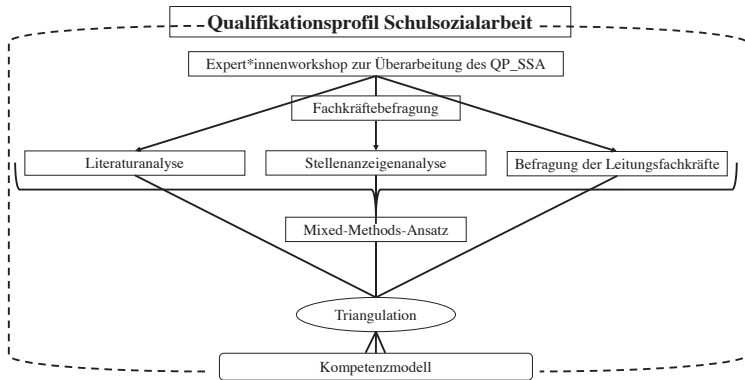 Qualifikationsprofil Schulsozialarbeit
Expert*innenworkshop zur Überarbeitung des QP_SSA
Fachkräftebefragung
Literaturanalyse
Stellenanzeigenanalyse
Befragung der Leitungsfachkräfte
Mixed-Methods-Ansatz
Triangulation
Kompetenzmodell